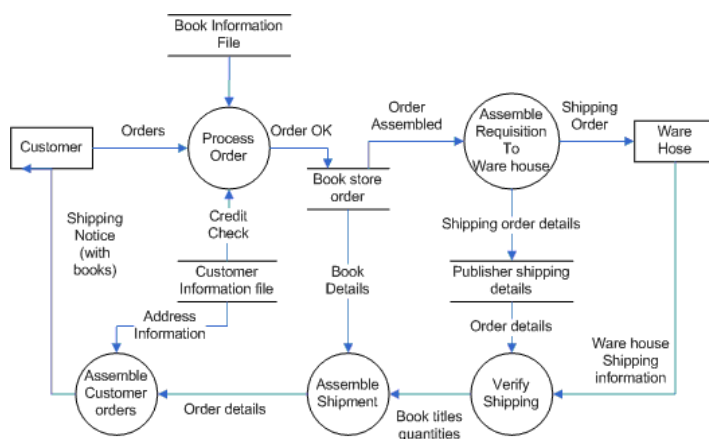 Book Information
File
Orders
Customer
Process
Order
Order OK
Order
Assembled
Assemble
Requisition
To
Ware house
Shipping
Order
Ware
Hose
Book store
order
Shipping
Notice
(with
books)
Credit
Check
Customer
Information file
Book
Details
Shipping order details
Publisher shipping
details
Address
Information
Order details
Ware house
Shipping
information
Assemble
Customer
orders
Order details
Assemble
Shipment
Book titles
quantities
Verify
Shipping